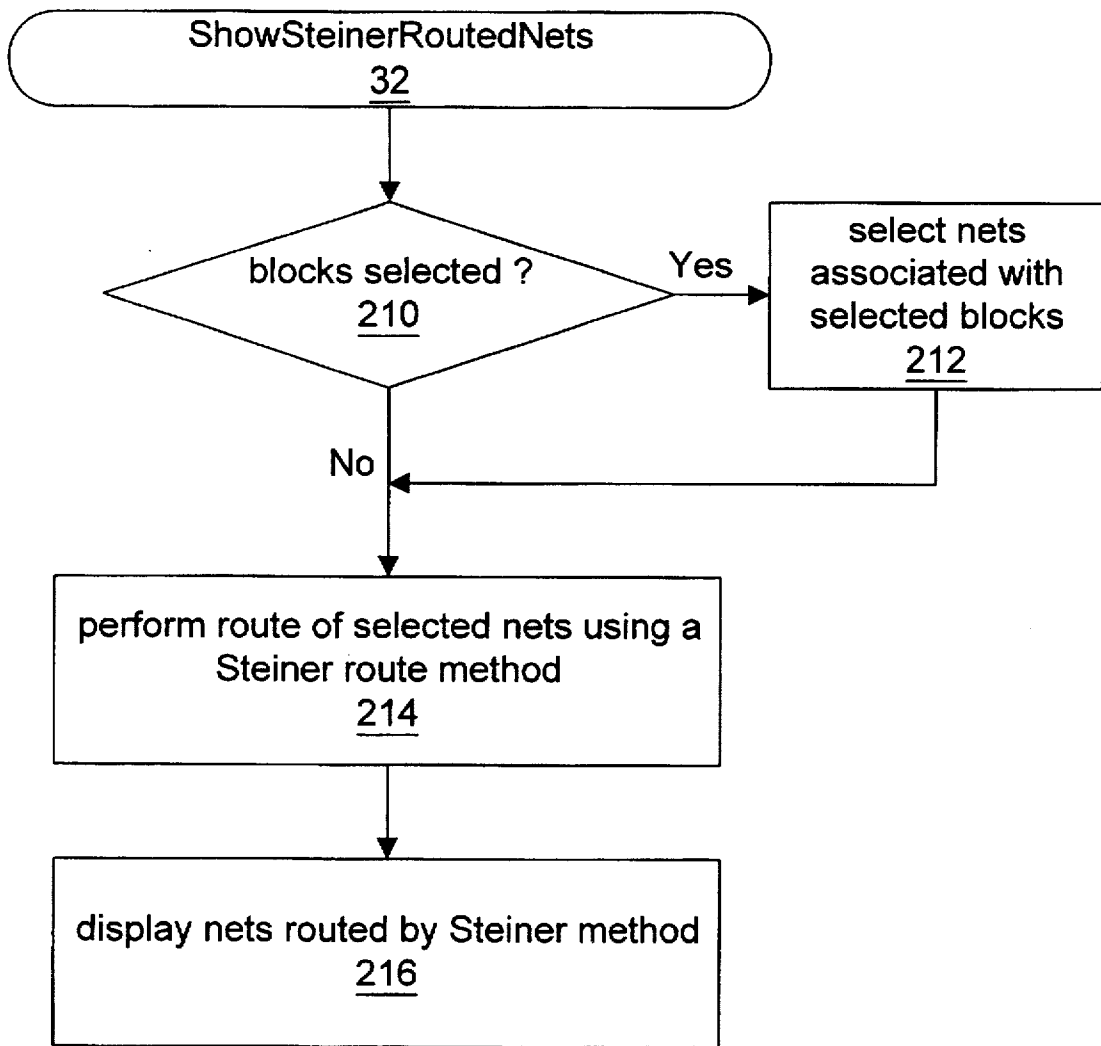 ShowSteinerRoutedNets
32
blocks selected ?
210
Yes
select nets
associated with
selected blocks
212
No
perform route of selected nets using a
Steiner route method
214
display nets routed by Steiner method
216